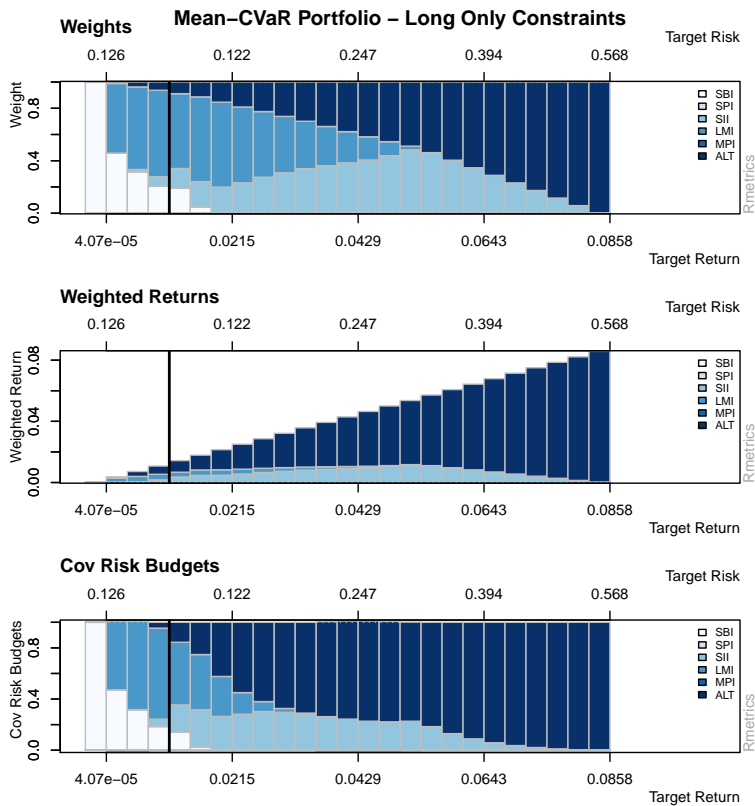 Mean−CVaR Portfolio − Long Only Constraints
Weights
Target Risk
0.126 0.122 0.247 0.394 0.568
Weight
0.0 0.4 0.8
SBI
SPI
SII
LMI
MPI
ALT
Rmetrics
4.07e−05 0.0215 0.0429 0.0643 0.0858
Target Return
Weighted Returns
Target Risk
0.126 0.122 0.247 0.394 0.568
Weighted Return
0.00 0.04 0.08
SBI
SPI
SII
LMI
MPI
ALT
Rmetrics
4.07e−05 0.0215 0.0429 0.0643 0.0858
Target Return
Cov Risk Budgets
Target Risk
0.126 0.122 0.247 0.394 0.568
Cov Risk Budgets
0.0 0.4 0.8
SBI
SPI
SII
LMI
MPI
ALT
Rmetrics
4.07e−05 0.0215 0.0429 0.0643 0.0858
Target Return